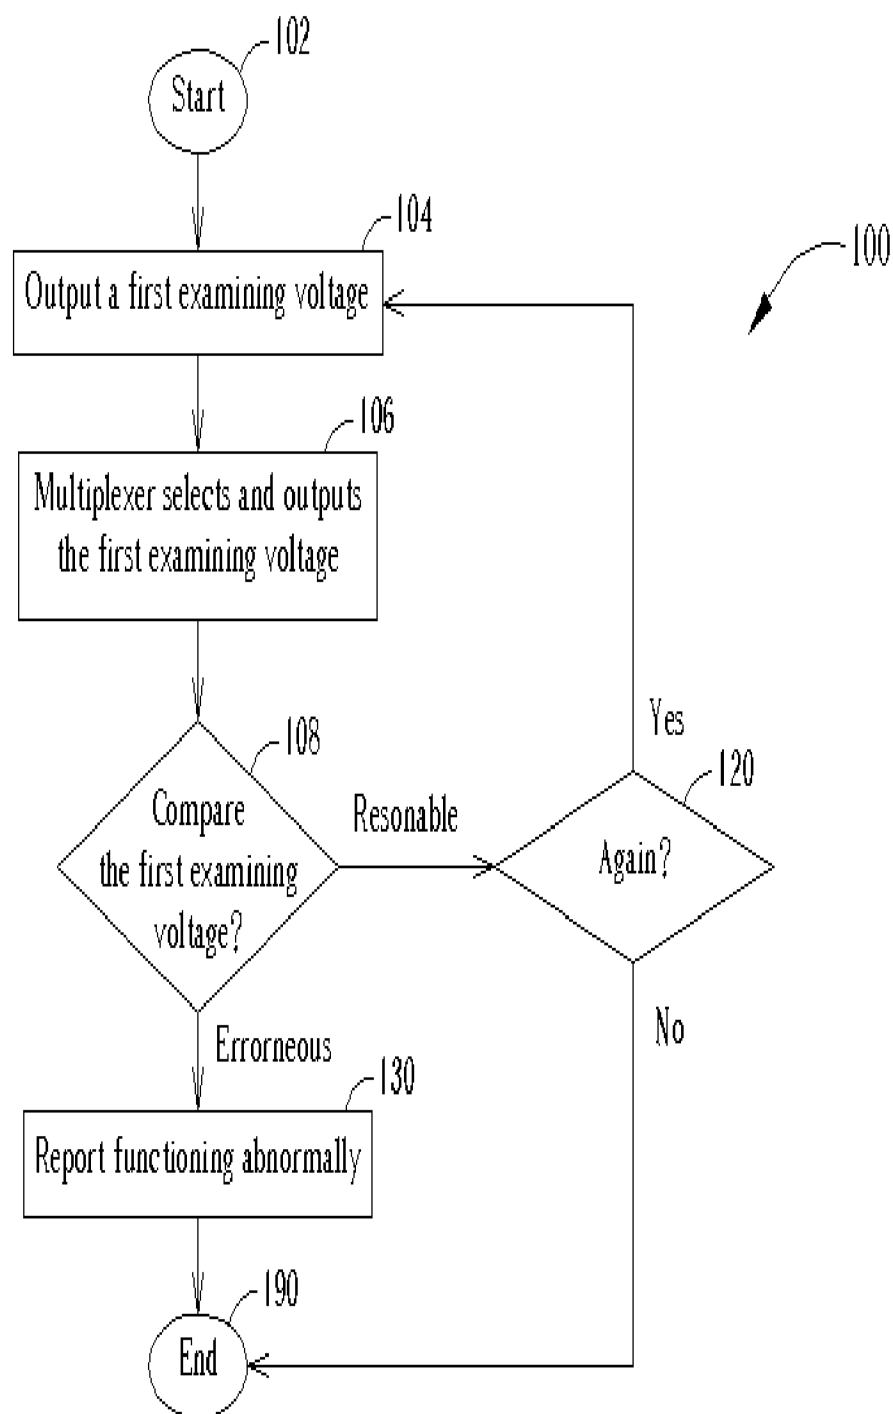 102
Start
104
Output a first examining voltage
100
106
Multiplexer selects and outputs
the first examining voltage
108
Compare
the first examining
voltage?
Resonable
Yes
120
Again?
No
Errorneous
130
Report functioning abnormally
190
End